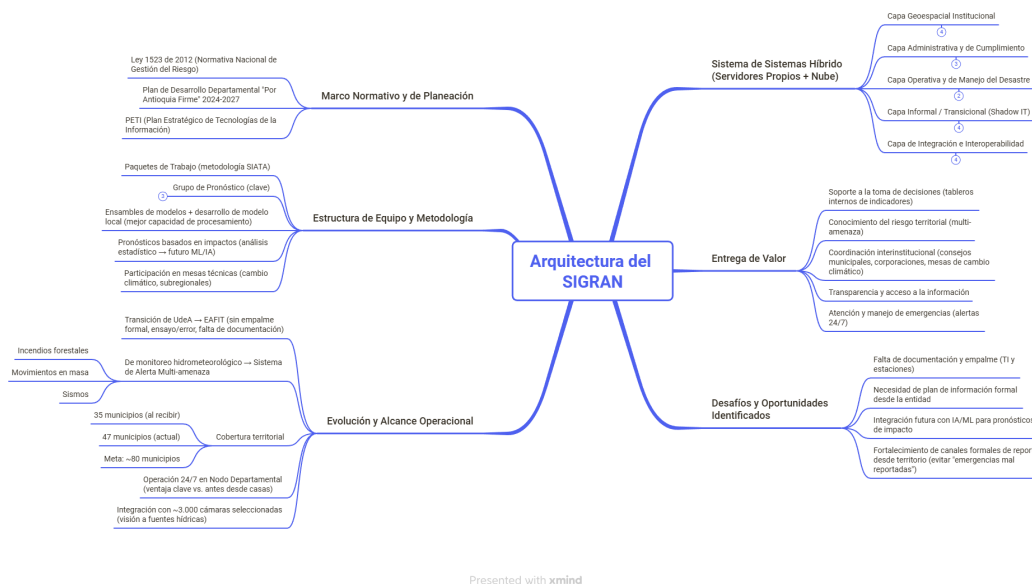 Arquitectura del
SIGRAN
Marco Normativo y de Planeación
Ley 1523 de 2012 (Normativa Nacional de
Gestión del Riesgo)
Plan de Desarrollo Departamental "Por
Antioquia Firme" 2024-2027
PETI (Plan Estratégico de Tecnologías de la
Información)
Estructura de Equipo y Metodología
Paquetes de Trabajo (metodología SIATA)
Grupo de Pronóstico (clave)
3
Ensambles de modelos + desarrollo de modelo
local (mejor capacidad de procesamiento)
Pronósticos basados en impactos (análisis
estadístico → futuro ML/IA)
Participación en mesas técnicas (cambio
climático, subregionales)
Evolución y Alcance Operacional
Transición de UdeA → EAFIT (sin empalme
formal, ensayo/error, falta de documentación)
De monitoreo hidrometeorológico → Sistema
de Alerta Multi-amenaza
Incendios forestales
Movimientos en masa
Sismos
Cobertura territorial
35 municipios (al recibir)
47 municipios (actual)
Meta: ~80 municipios
Operación 24/7 en Nodo Departamental
(ventaja clave vs. antes desde casas)
Integración con ~3.000 cámaras seleccionadas
(visión a fuentes hídricas)
Sistema de Sistemas Híbrido
(Servidores Propios + Nube)
Capa Geoespacial Institucional
4
Capa Administrativa y de Cumplimiento
3
Capa Operativa y de Manejo del Desastre
2
Capa Informal / Transicional (Shadow IT)
4
Capa de Integración e Interoperabilidad
4
Entrega de Valor
Soporte a la toma de decisiones (tableros
internos de indicadores)
Conocimiento del riesgo territorial (multi-
amenaza)
Coordinación interinstitucional (consejos
municipales, corporaciones, mesas de cambio
climático)
Transparencia y acceso a la información
Atención y manejo de emergencias (alertas
24/7)
Desafíos y Oportunidades
Identificados
Falta de documentación y empalme (TI y
estaciones)
Necesidad de plan de información formal
desde la entidad
Integración futura con IA/ML para pronósticos
de impacto
Fortalecimiento de canales formales de repor
desde territorio (evitar "emergencias mal
reportadas")
Presented with xmind